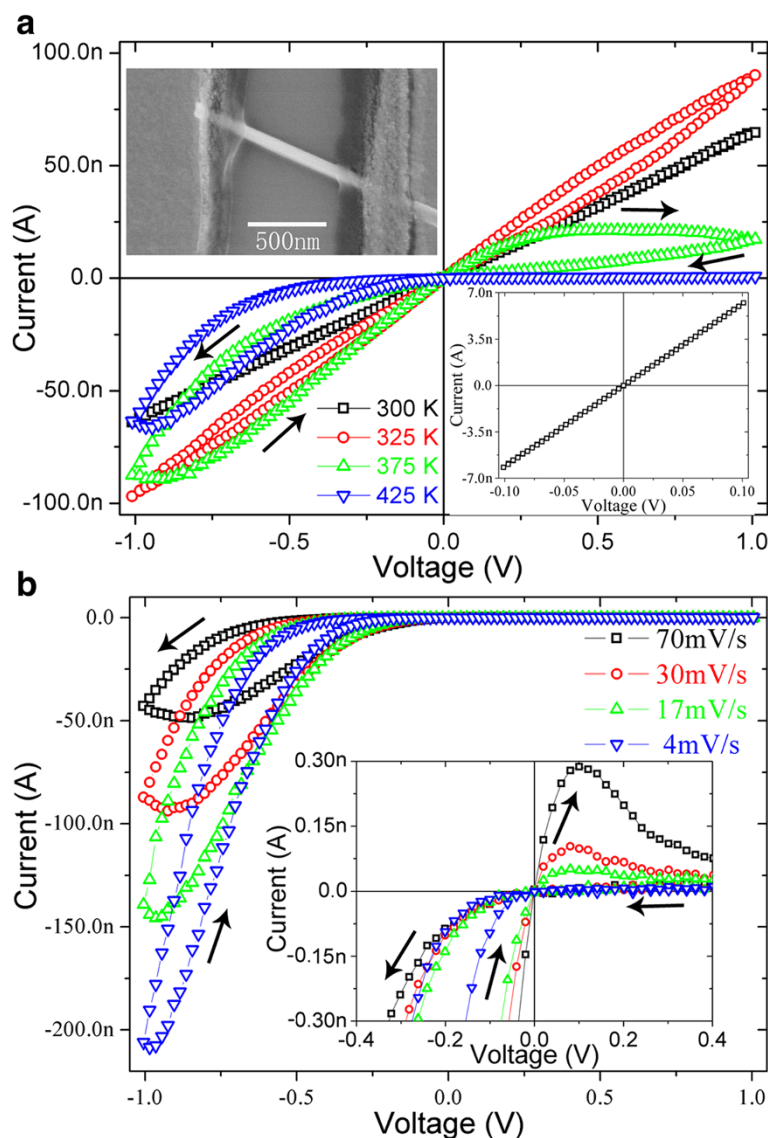 a
100.0n
50.0n
0.0
-50.0n
-100.0n
Current (A)
500nm
300 K
325 K
375 K
425 K
7.0n
3.5n
0.0
-3.5n
-7.0n
Current (A)
-0.10 -0.05 0.00 0.05 0.10
Voltage (V)
-1.0 -0.5 0.0 0.5 1.0
Voltage (V)
b
0.0
-50.0n
-100.0n
-150.0n
-200.0n
Current (A)
70mV/s
30mV/s
17mV/s
4mV/s
0.30n
0.15n
0.0
-0.15n
-0.30n
Current (A)
-0.4 -0.2 0.0 0.2 0.4
Voltage (V)
-1.0 -0.5 0.0 0.5 1.0
Voltage (V)